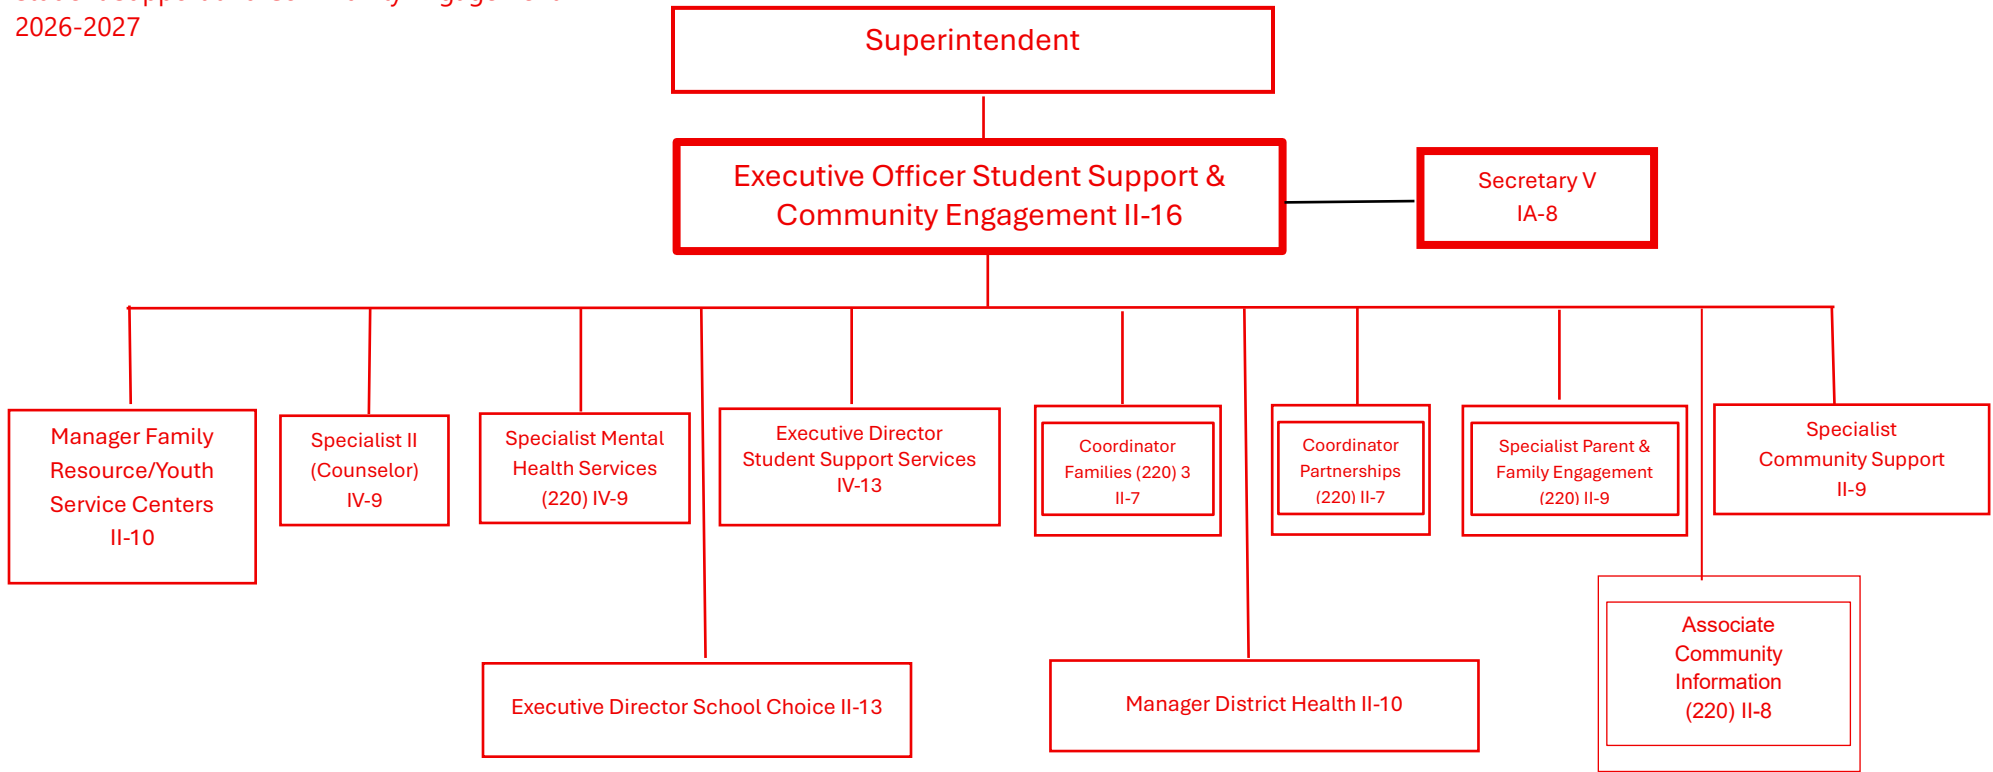 2026-2027
Superintendent
Executive Officer Student Support &
Community Engagement II-16
Secretary V
IA-8
Manager Family
Resource/Youth
Service Centers
II-10
Specialist II
(Counselor)
IV-9
Specialist Mental
Health Services
(220) IV-9
Executive Director
Student Support Services
IV-13
Coordinator
Families (220) 3
II-7
Coordinator
Partnerships
(220) II-7
Specialist Parent &
Family Engagement
(220) II-9
Specialist
Community Support
II-9
Executive Director School Choice II-13
Manager District Health II-10
Associate
Community
Information
(220) II-8